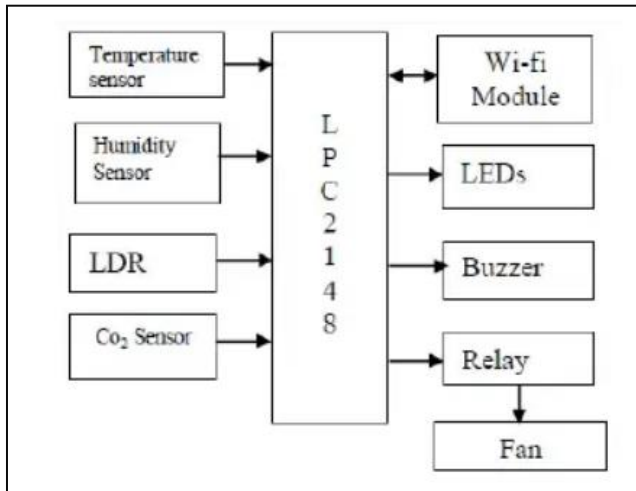 Temperature
sensor
Humidity
Sensor
LDR
Co₂ Sensor
L
P
C
2
1
4
8
Wi-fi
Module
LEDs
Buzzer
Relay
Fan